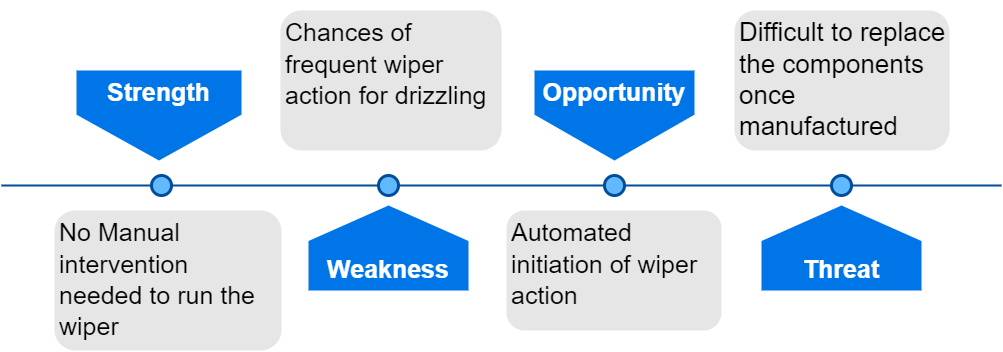 Strength
No Manual
intervention
needed to run the
wiper
Chances of
frequent wiper
action for drizzling
Weakness
Opportunity
Automated
initiation of wiper
action
Difficult to replace
the components
once
manufactured
Threat